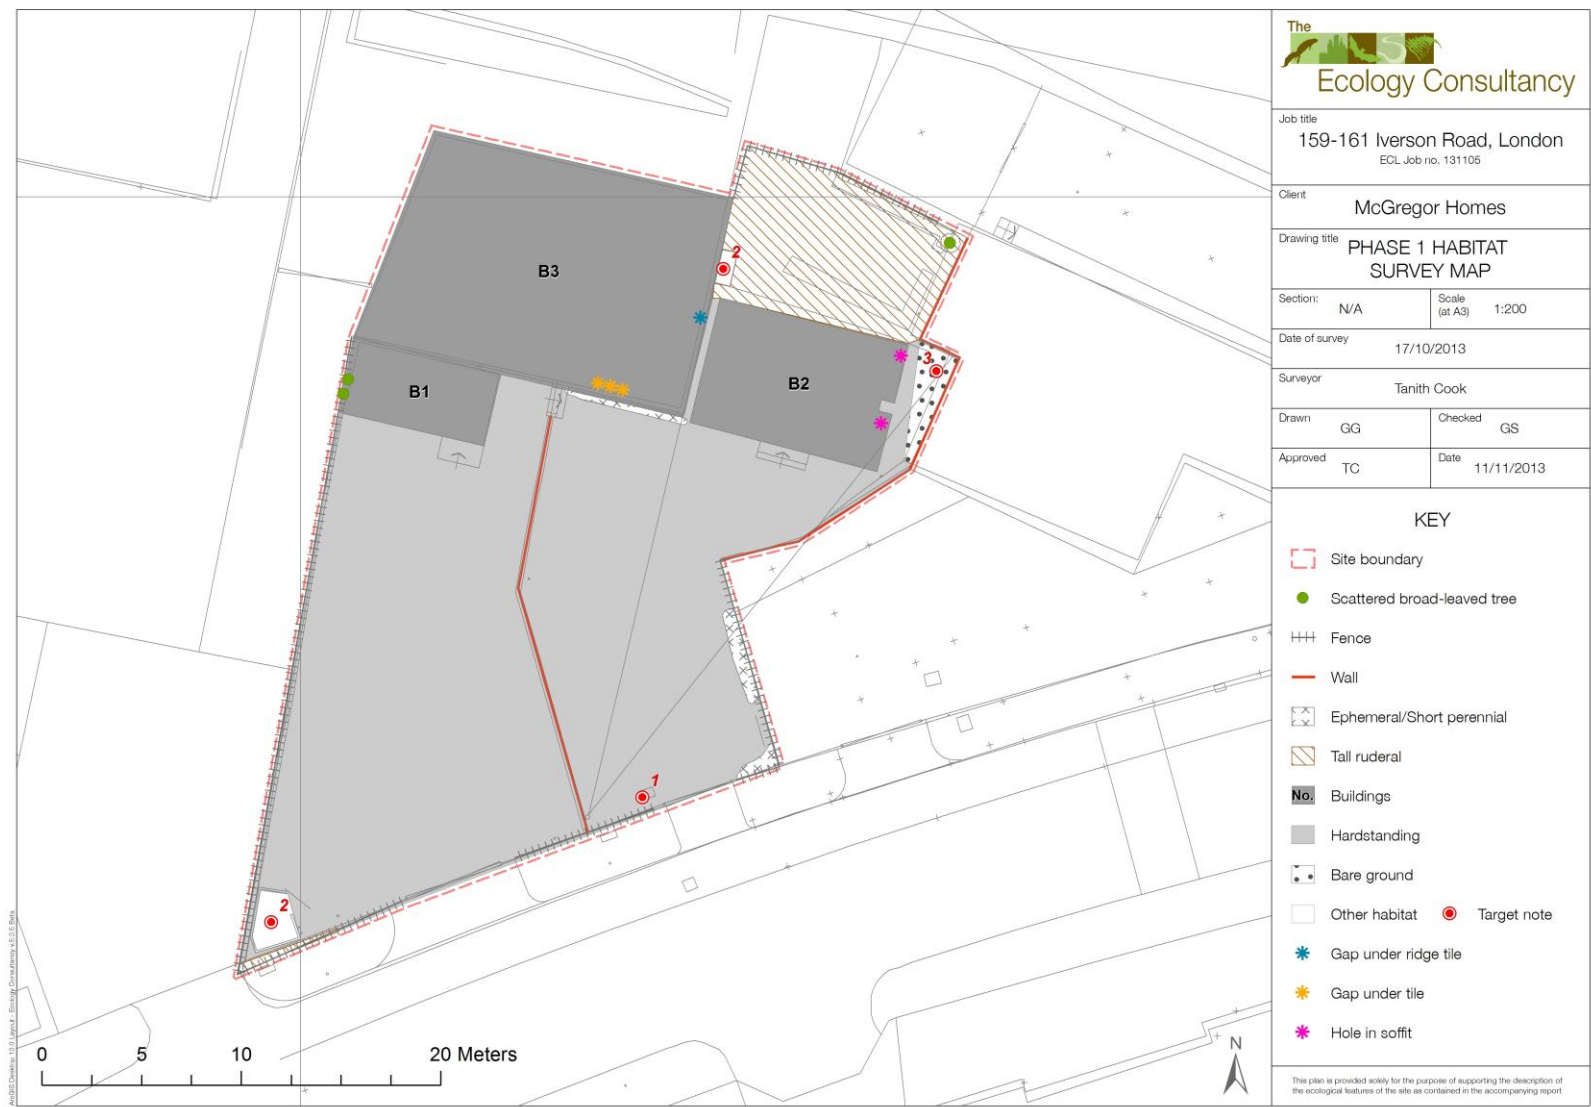 The
Ecology Consultancy
Job title
159-161 Iverson Road, London
ECL Job no. 131105
Client
McGregor Homes
Drawing title
PHASE 1 HABITAT
SURVEY MAP
Section:
N/A
Scale
(at A3)
1:200
Date of survey
17/10/2013
Surveyor
Tanith Cook
Drawn
GG
Checked
GS
Approved
TC
Date
11/11/2013
KEY
Site boundary
Scattered broad-leaved tree
Fence
Wall
Ephemeral/Short perennial
Tall ruderal
No. Buildings
Hardstanding
Bare ground
Other habitat
Target note
Gap under ridge tile
Gap under tile
Hole in soffit
This plan is provided solely for the purpose of supporting the description of
the ecological features of the site as contained in the accompanying report
B3
2
B1
B2
3
1
2
0 5 10 20 Meters
N